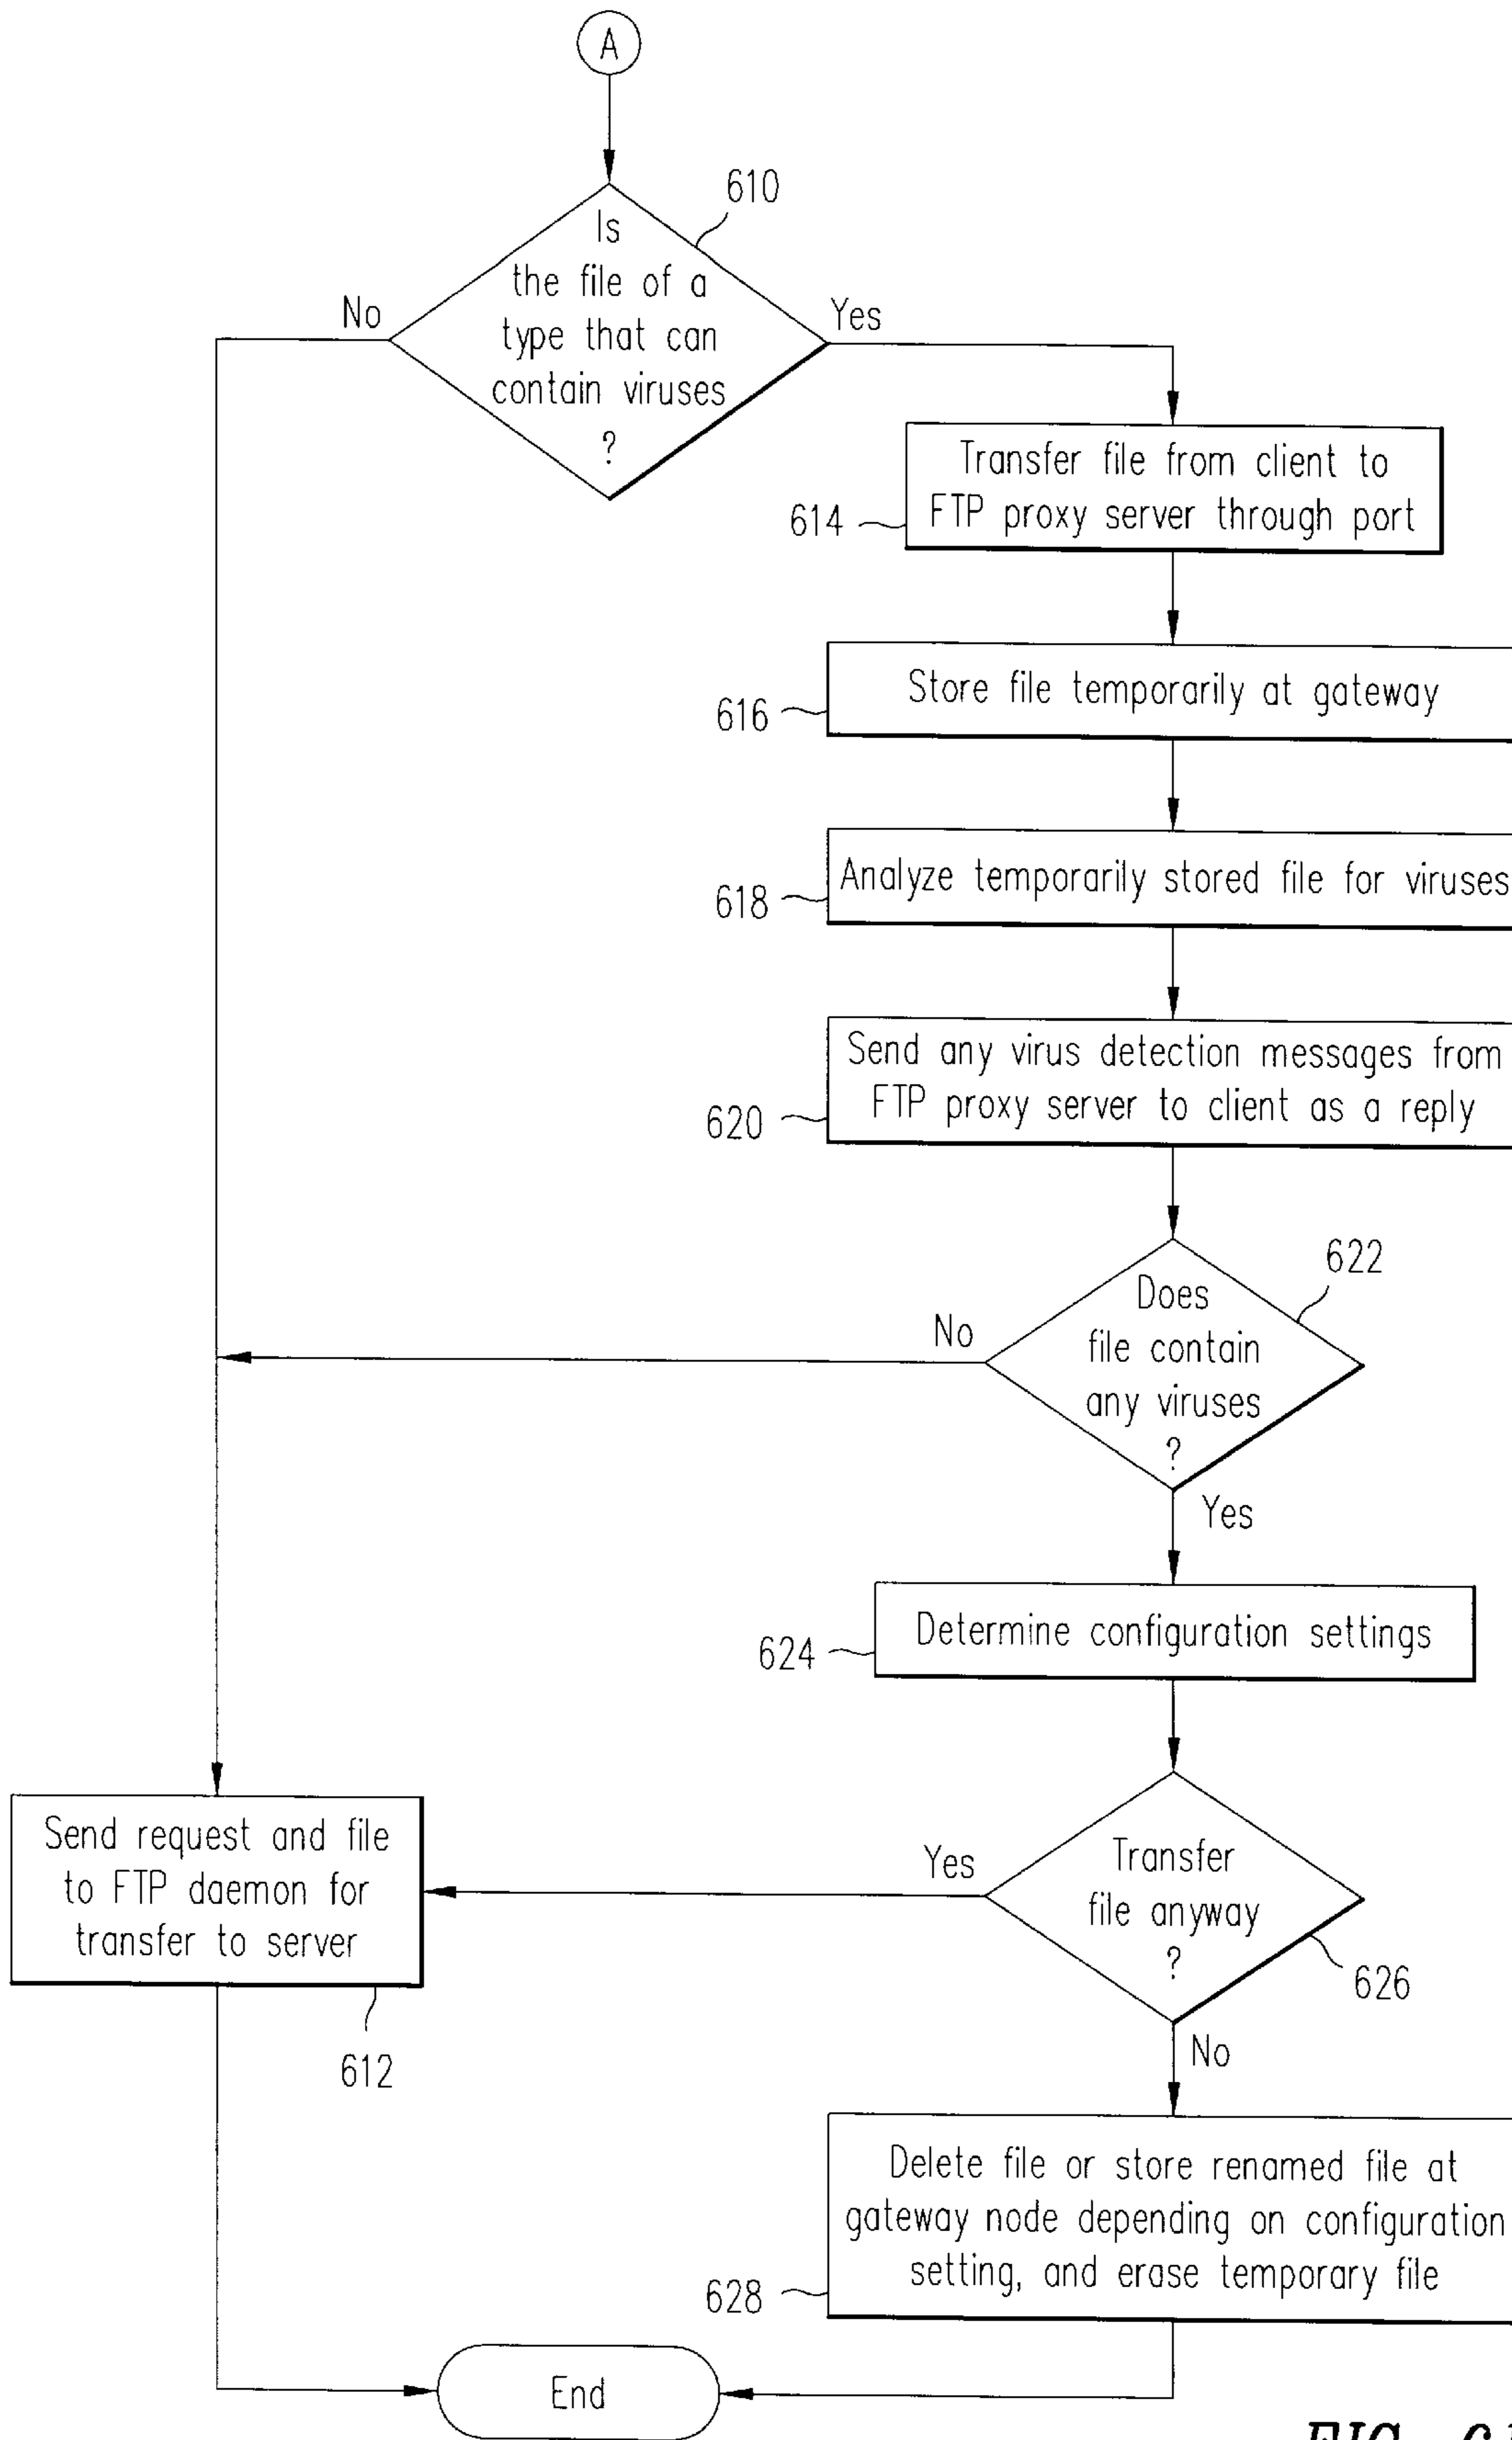 A
610
Is
the file of a
type that can
contain viruses
?
No
Yes
Transfer file from client to
FTP proxy server through port
614
Store file temporarily at gateway
616
Analyze temporarily stored file for viruses
618
Send any virus detection messages from
FTP proxy server to client as a reply
620
622
Does
file contain
any viruses
?
No
Yes
Determine configuration settings
624
Send request and file
to FTP daemon for
transfer to server
612
Transfer
file anyway
?
Yes
626
No
Delete file or store renamed file at
gateway node depending on configuration
setting, and erase temporary file
628
End
FIG.